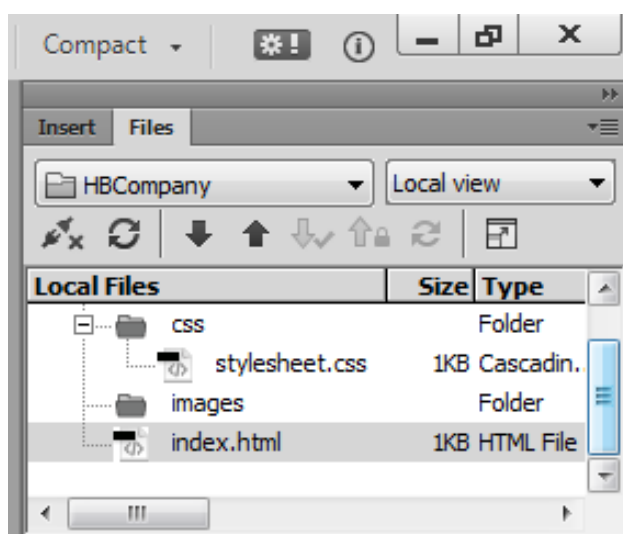 Compact
Insert Files
HBCompany Local view
Local Files Size Type
css Folder
stylesheet.css 1KB Cascadin..
images Folder
index.html 1KB HTML File